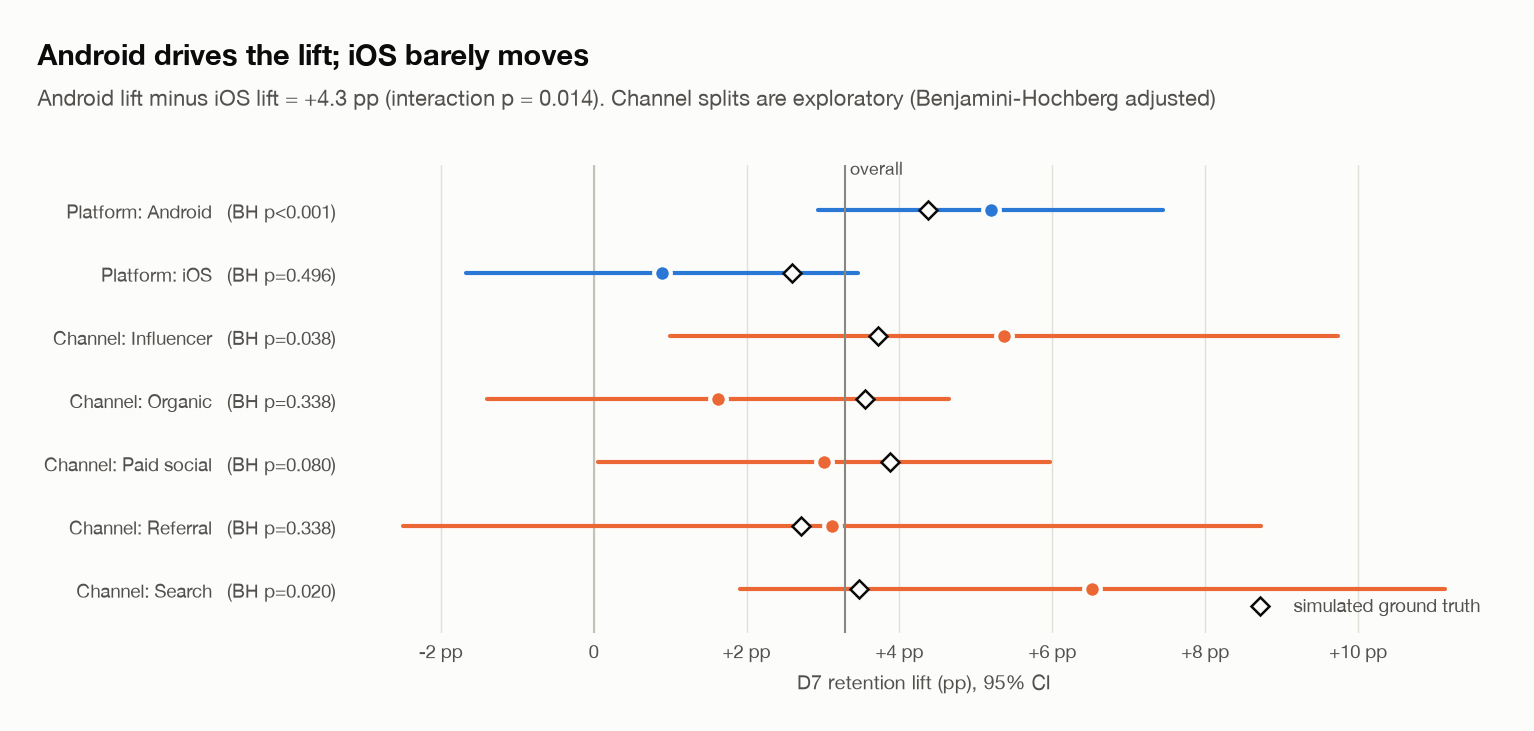 Android drives the lift; iOS barely moves
Android lift minus iOS lift = +4.3 pp (interaction p = 0.014). Channel splits are exploratory (Benjamini-Hochberg adjusted)
overall
Platform: Android (BH p<0.001)
Platform: iOS (BH p=0.496)
Channel: Influencer (BH p=0.038)
Channel: Organic (BH p=0.338)
Channel: Paid social (BH p=0.080)
Channel: Referral (BH p=0.338)
Channel: Search (BH p=0.020)
simulated ground truth
-2 pp 0 +2 pp +4 pp +6 pp +8 pp +10 pp
D7 retention lift (pp), 95% CI